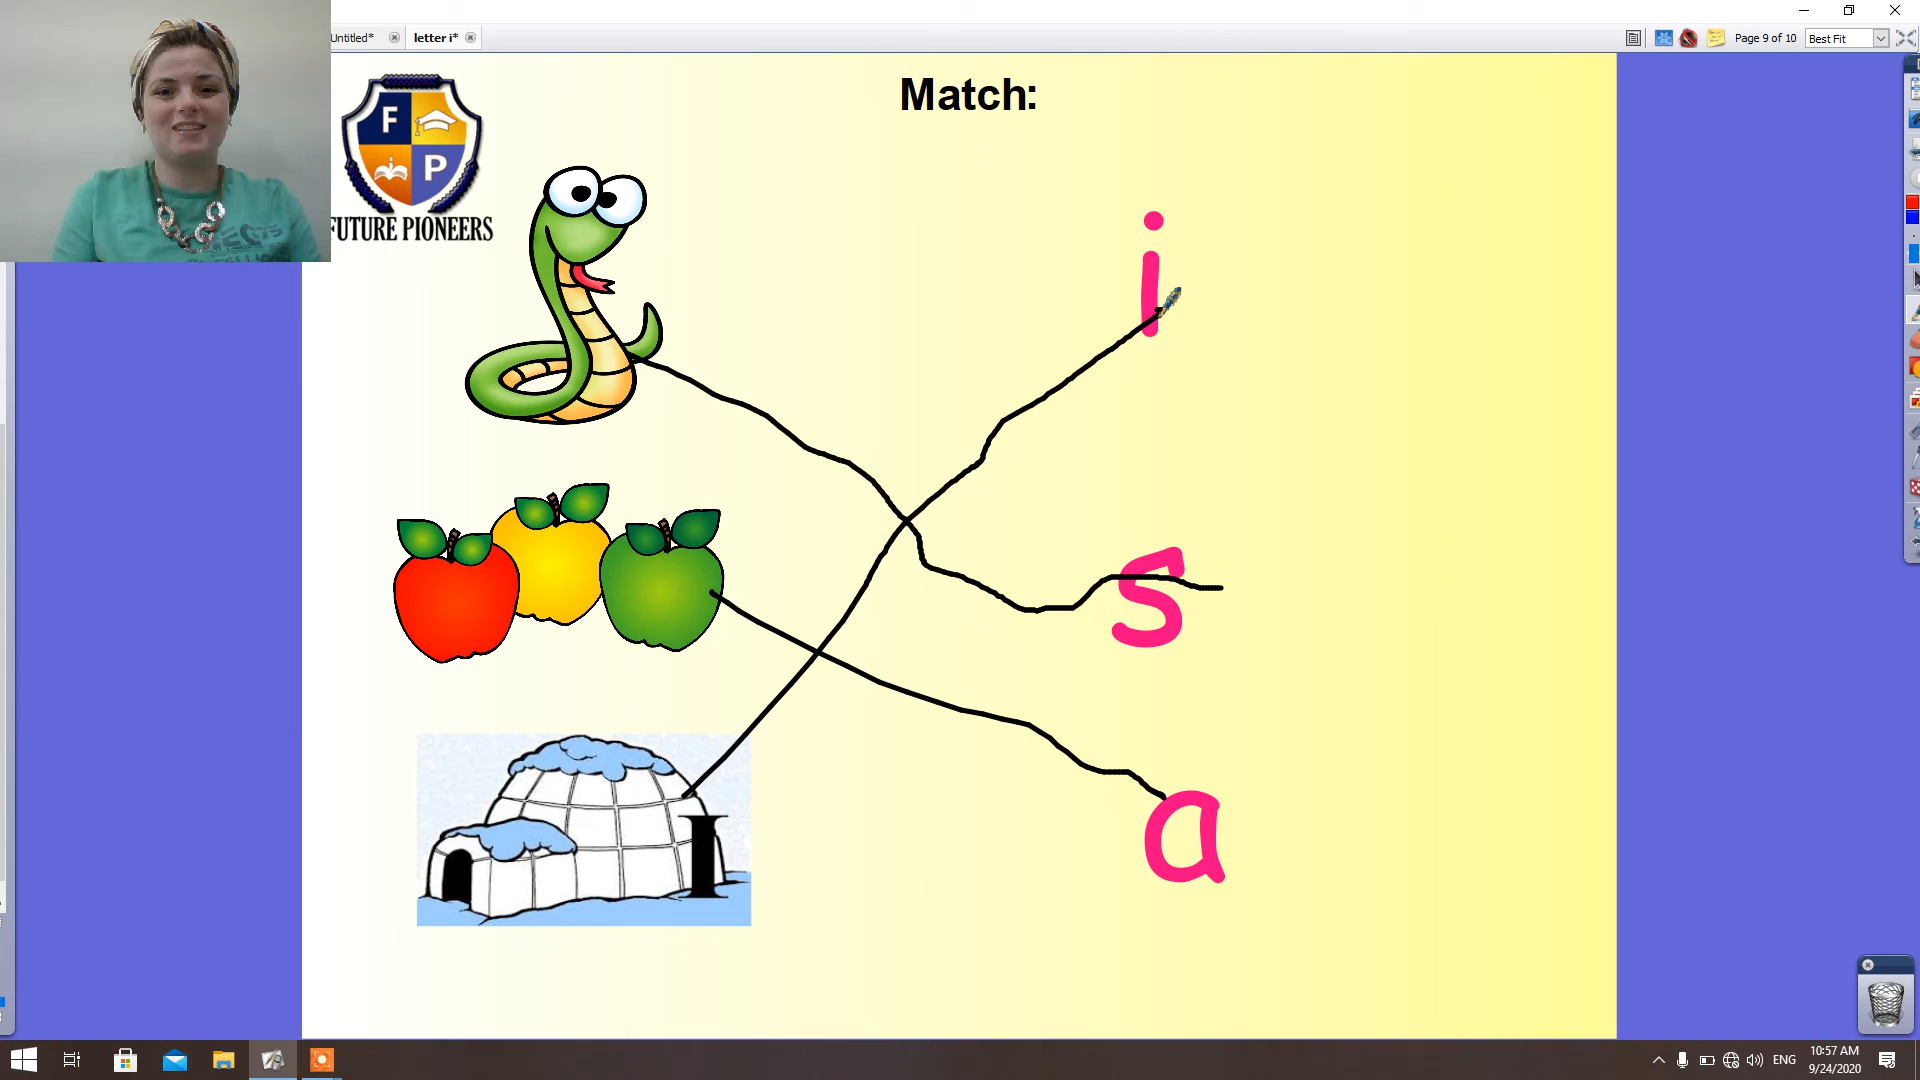 Untitled*
letter i*
Page 9 of 10
Best Fit
Match:
F
P
FUTURE PIONEERS
i
s
a
I
ENG
10:57 AM
9/24/2020